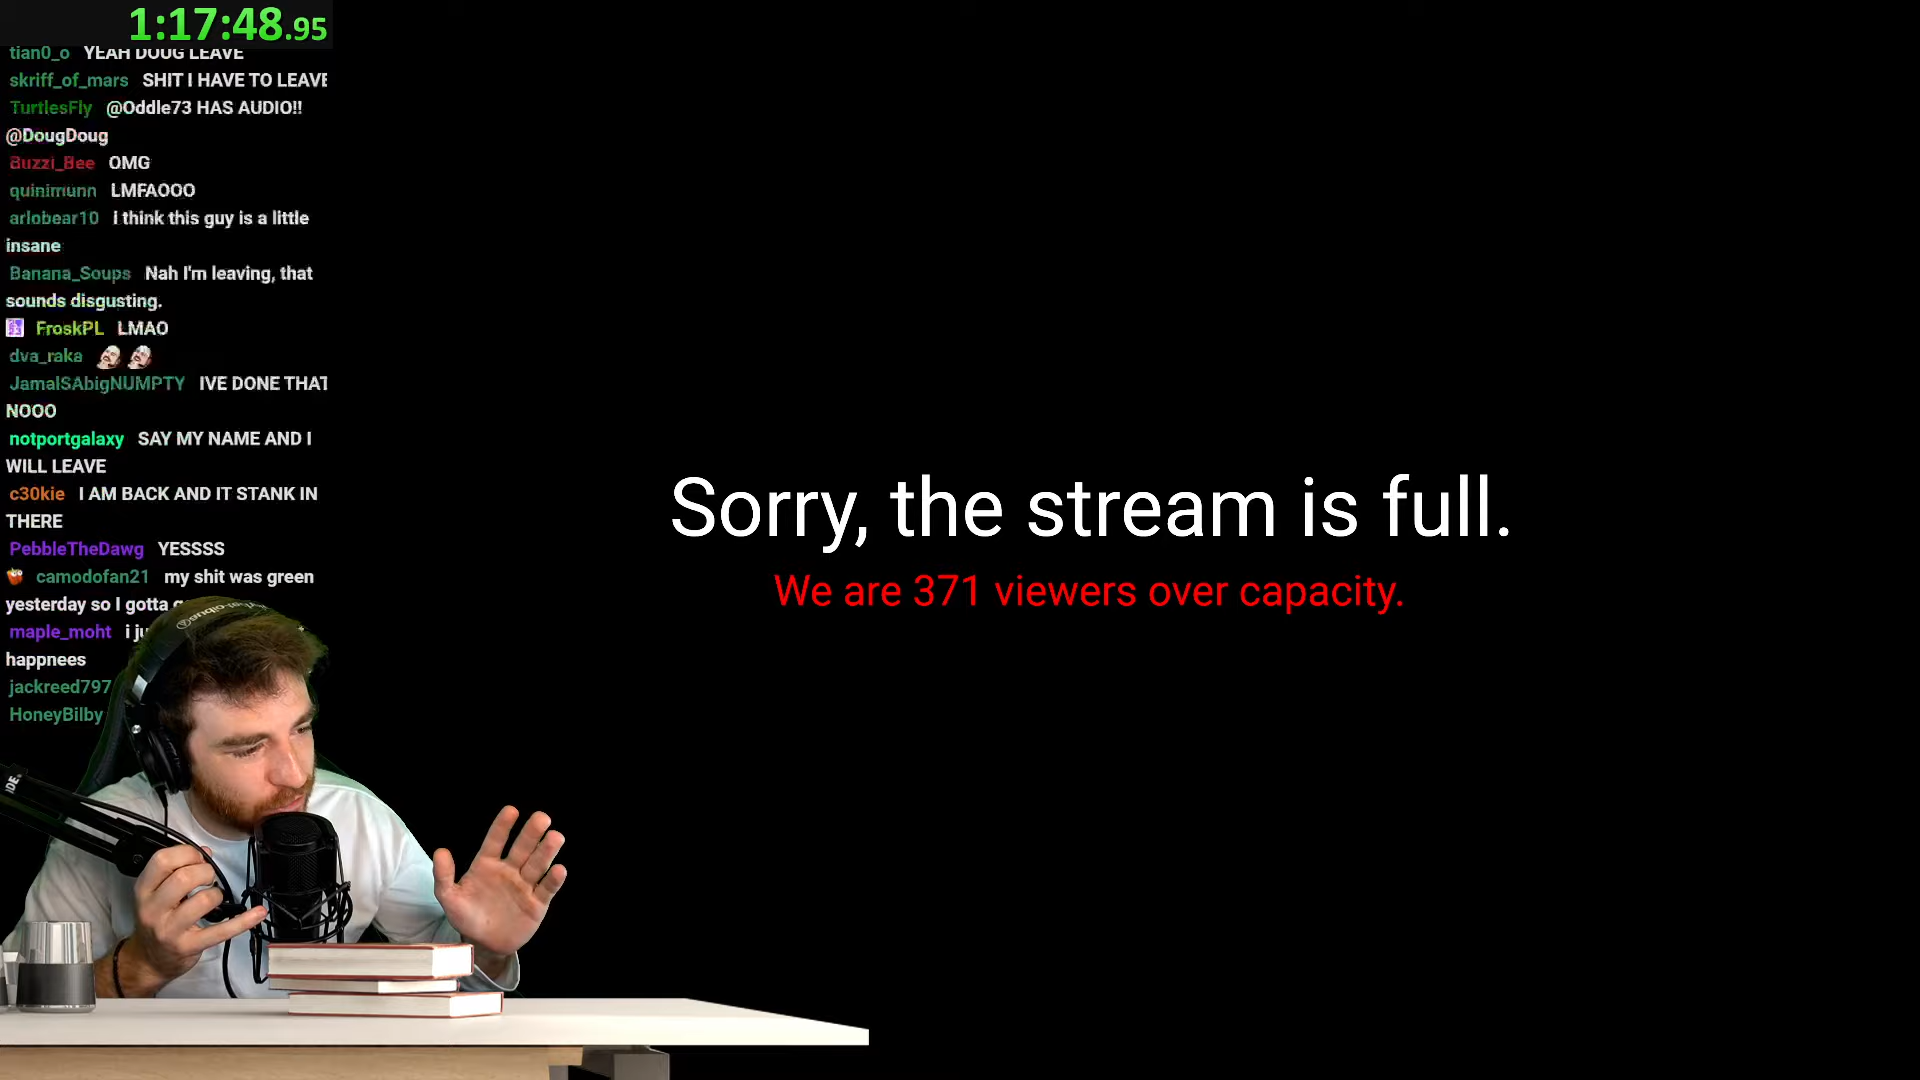 1:17:48.95
tian0_o YEAH DOUG LEAVE
skriff_of_mars SHIT I HAVE TO LEAVE
TurtlesFly @Oddle73 HAS AUDIO!!
@DougDoug
Buzzi_Bee OMG
quinimunn LMFAOOO
arlobear10 i think this guy is a little
insane
Banana_Soups Nah I'm leaving, that
sounds disgusting.
FroskPL LMAO
dva_raka
JamalSAbigNUMPTY IVE DONE THAT
NOOO
notportgalaxy SAY MY NAME AND I
WILL LEAVE
c30kie I AM BACK AND IT STANK IN
THERE
PebbleTheDawg YESSSS
camodofan21 my shit was green
yesterday so I gotta
maple_moht i
happnees
jackreed797
HoneyBilby
Sorry, the stream is full.
We are 371 viewers over capacity.